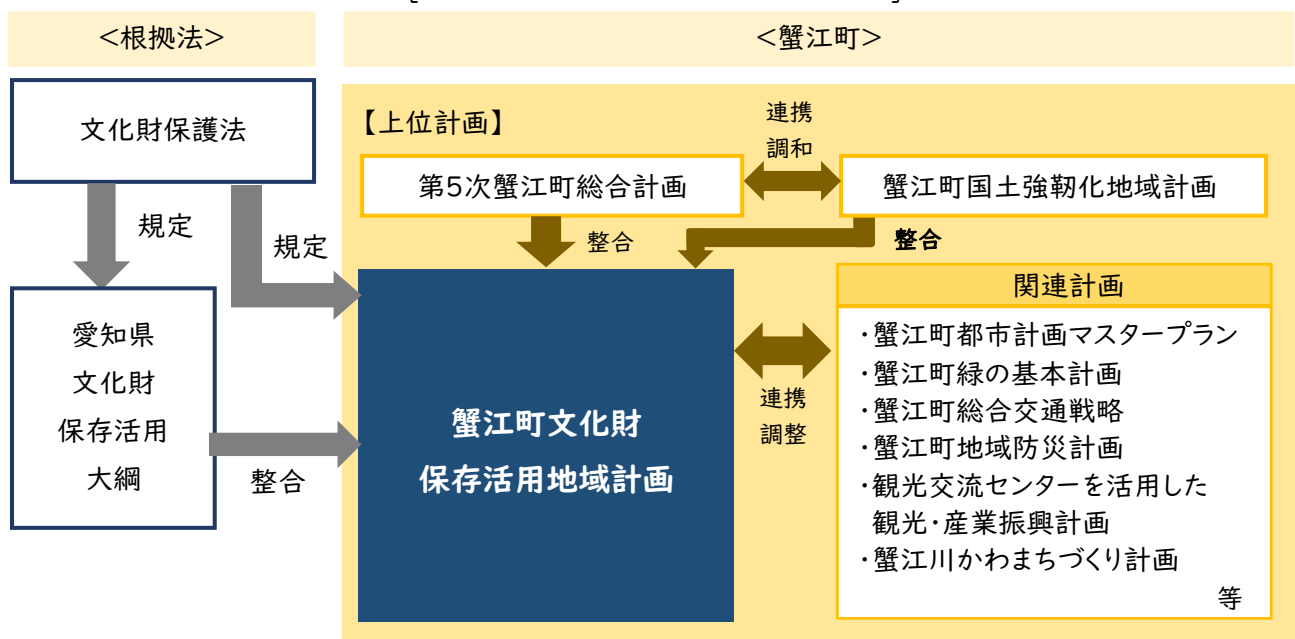 <根拠法>
<蟹江町>
文化財保護法
規定
規定
愛知県
文化財
保存活用
大綱
整合
【上位計画】
第5次蟹江町総合計画
連携
調和
蟹江町国土強靭化地域計画
整合
整合
蟹江町文化財
保存活用地域計画
連携
調整
関連計画
・蟹江町都市計画マスタープラン
・蟹江町緑の基本計画
・蟹江町総合交通戦略
・蟹江町地域防災計画
・観光交流センターを活用した
観光・産業振興計画
・蟹江川かわまちづくり計画
等